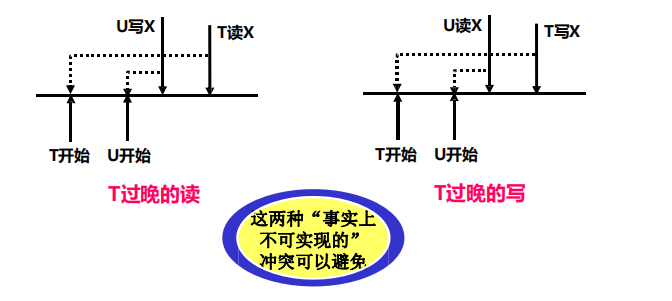 U写X
T读X
T开始
U开始
T过晚的读
U读X
T写X
T开始
U开始
T过晚的写
这两种“事实上
不可实现的”
冲突可以避免